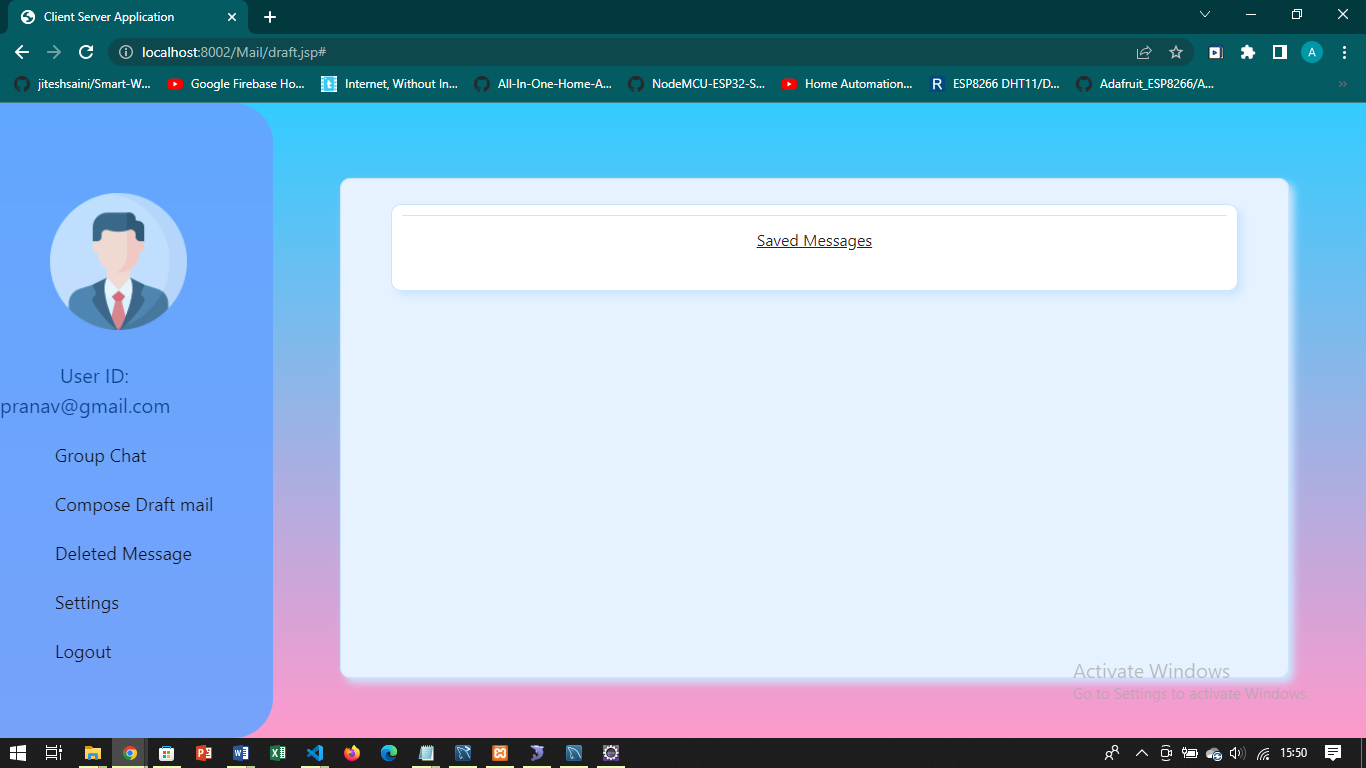 Client Server Application
localhost:8002/Mail/draft.jsp#
A
jiteshsaini/Smart-W...
Google Firebase Ho...
Internet, Without In...
All-In-One-Home-A...
NodeMCU-ESP32-S...
Home Automation...
R
ESP8266 DHT11/D...
Adafruit_ESP8266/A...
»
Saved Messages
User ID:
pranav@gmail.com
Group Chat
Compose Draft mail
Deleted Message
Settings
Logout
Activate Windows
Go to Settings to activate Windows.
15:50